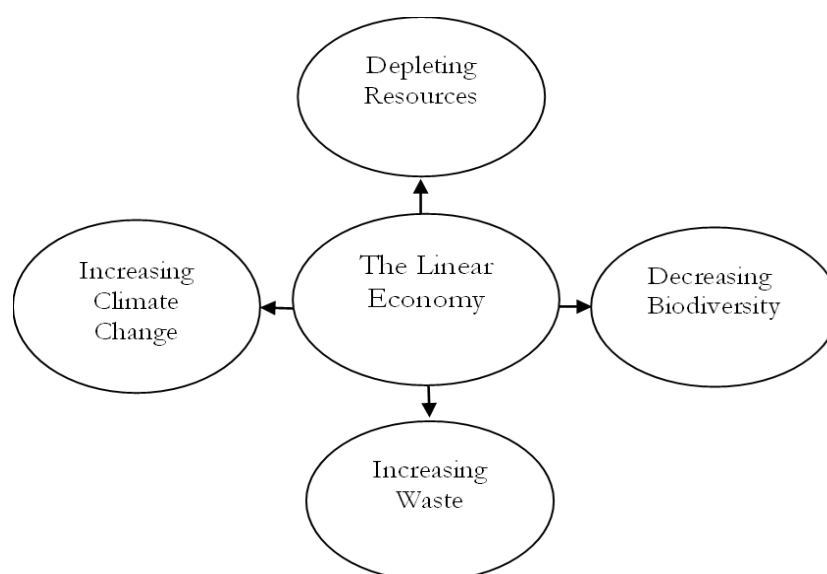 Depleting
Resources
Increasing
Climate
Change
The Linear
Economy
Decreasing
Biodiversity
Increasing
Waste